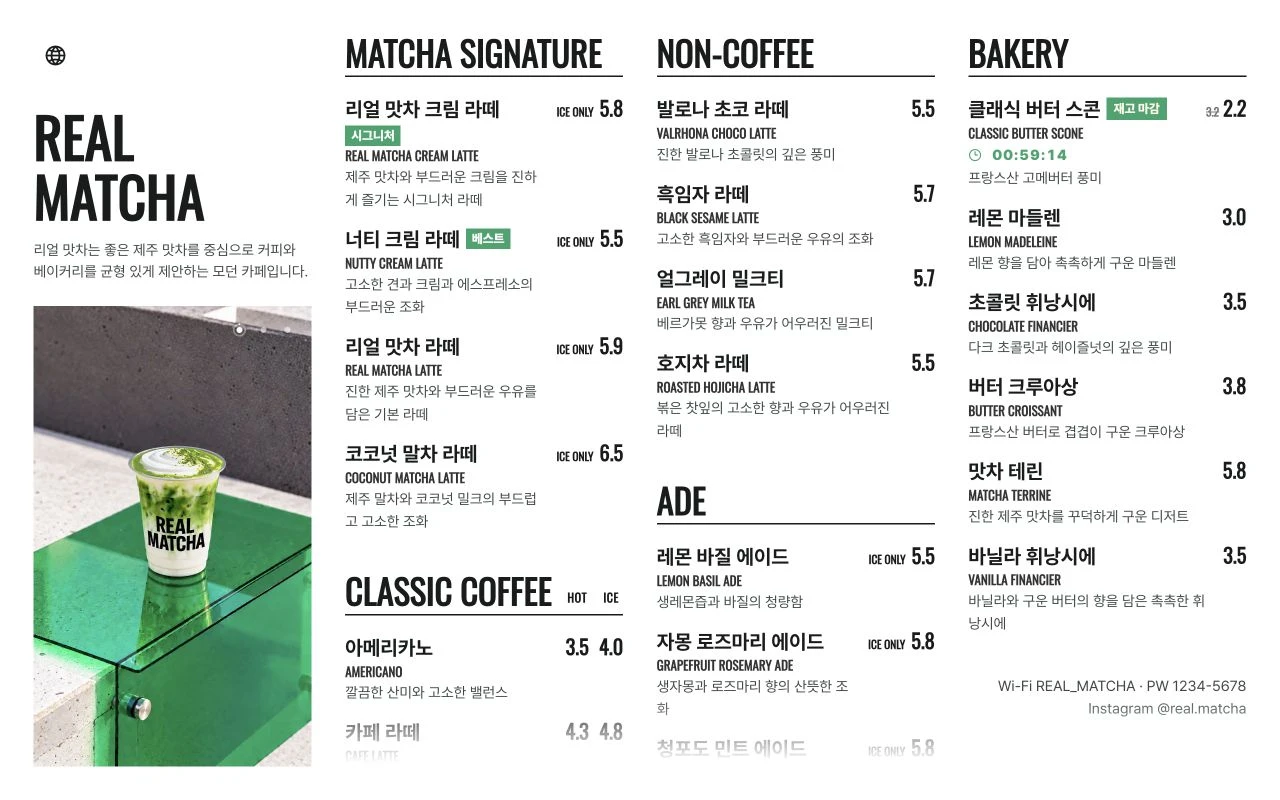 REAL
MATCHA
리얼 맛차는 좋은 제주 맛차를 중심으로 커피와
베이커리를 균형 있게 제안하는 모던 카페입니다.
REAL
MATCHA
MATCHA SIGNATURE
리얼 맛차 크림 라떼 ICE ONLY 5.8
시그니처
REAL MATCHA CREAM LATTE
제주 맛차와 부드러운 크림을 진하
게 즐기는 시그니처 라떼
너티 크림 라떼 베스트 ICE ONLY 5.5
NUTTY CREAM LATTE
고소한 견과 크림과 에스프레소의
부드러운 조화
리얼 맛차 라떼 ICE ONLY 5.9
REAL MATCHA LATTE
진한 제주 맛차와 부드러운 우유를
담은 기본 라떼
코코넛 말차 라떼 ICE ONLY 6.5
COCONUT MATCHA LATTE
제주 말차와 코코넛 밀크의 부드럽
고 고소한 조화
CLASSIC COFFEE HOT ICE
아메리카노 3.5 4.0
AMERICANO
깔끔한 산미와 고소한 밸런스
카페 라떼 4.3 4.8
CAFE LATTE
NON-COFFEE
발로나 초코 라떼 5.5
VALRHONA CHOCO LATTE
진한 발로나 초콜릿의 깊은 풍미
흑임자 라떼 5.7
BLACK SESAME LATTE
고소한 흑임자와 부드러운 우유의 조화
얼그레이 밀크티 5.7
EARL GREY MILK TEA
베르가못 향과 우유가 어우러진 밀크티
호지차 라떼 5.5
ROASTED HOJICHA LATTE
볶은 찻잎의 고소한 향과 우유가 어우러진
라떼
ADE
레몬 바질 에이드 ICE ONLY 5.5
LEMON BASIL ADE
생레몬즙과 바질의 청량함
자몽 로즈마리 에이드 ICE ONLY 5.8
GRAPEFRUIT ROSEMARY ADE
생자몽과 로즈마리 향의 산뜻한 조
화
청포도 민트 에이드 ICE ONLY 5.8
BAKERY
클래식 버터 스콘 재고 마감 3.2 2.2
CLASSIC BUTTER SCONE
00:59:14
프랑스산 고메버터 풍미
레몬 마들렌 3.0
LEMON MADELEINE
레몬 향을 담아 촉촉하게 구운 마들렌
초콜릿 휘낭시에 3.5
CHOCOLATE FINANCIER
다크 초콜릿과 헤이즐넛의 깊은 풍미
버터 크루아상 3.8
BUTTER CROISSANT
프랑스산 버터로 겹겹이 구운 크루아상
맛차 테린 5.8
MATCHA TERRINE
진한 제주 맛차를 꾸덕하게 구운 디저트
바닐라 휘낭시에 3.5
VANILLA FINANCIER
바닐라와 구운 버터의 향을 담은 촉촉한 휘
낭시에
Wi-Fi REAL_MATCHA · PW 1234-5678
Instagram @real.matcha